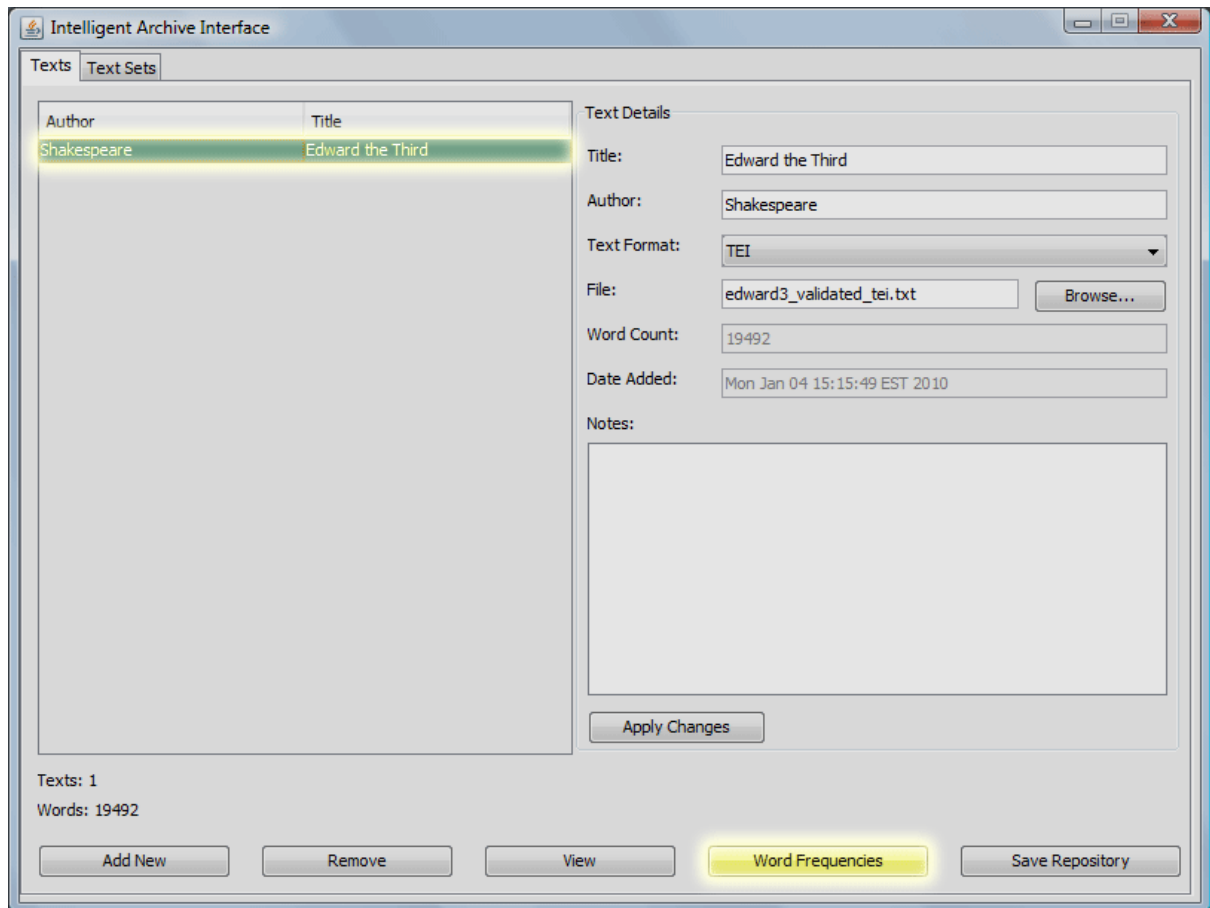 Intelligent Archive Interface
Texts Text Sets
Author Title
Shakespeare Edward the Third
Text Details
Title: Edward the Third
Author: Shakespeare
Text Format: TEI
File: edward3_validated_tei.txt Browse...
Word Count: 19492
Date Added: Mon Jan 04 15:15:49 EST 2010
Notes:
Apply Changes
Texts: 1
Words: 19492
Add New Remove View Word Frequencies Save Repository